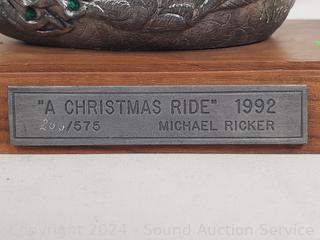 "A CHRISTMAS RIDE" 1992
/575 MICHAEL RICKER
Copyright 2024 - Sound Auction Service